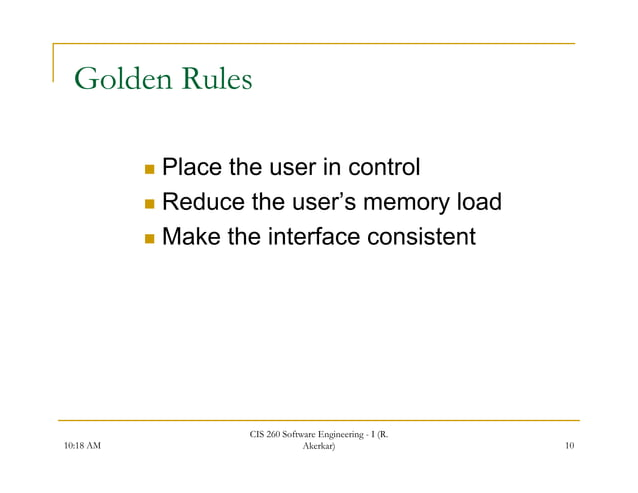 Golden Rules
Place the user in control
Reduce the user’s memory load
Make the interface consistent
10:18 AM
CIS 260 Software Engineering - I (R.
Akerkar)
10